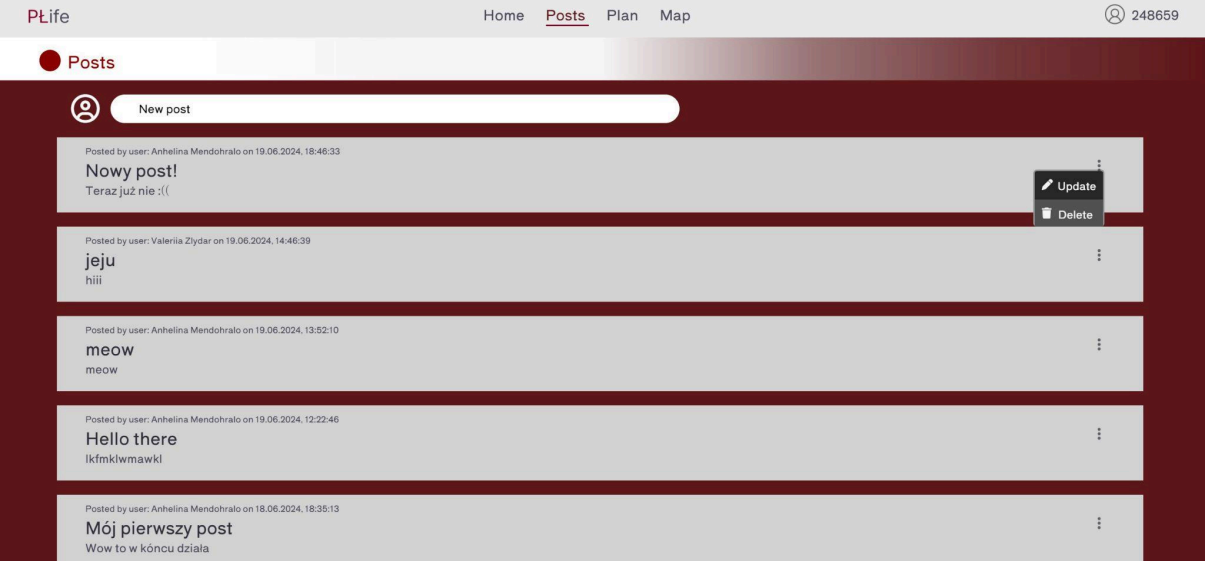 PŁife
Home Posts Plan Map
248659
Posts
New post
Posted by user: Anhelina Mendohralo on 19.06.2024, 18:46:33
Nowy post!
Teraz już nie :((
Update
Delete
Posted by user: Valeriia Zlydar on 19.06.2024, 14:46:39
jeju
hiii
Posted by user: Anhelina Mendohralo on 19.06.2024, 13:52:10
meow
meow
Posted by user: Anhelina Mendohralo on 19.06.2024, 12:22:46
Hello there
lkfmklwmawkl
Posted by user: Anhelina Mendohralo on 18.06.2024, 18:35:13
Mój pierwszy post
Wow to w kóncu działa